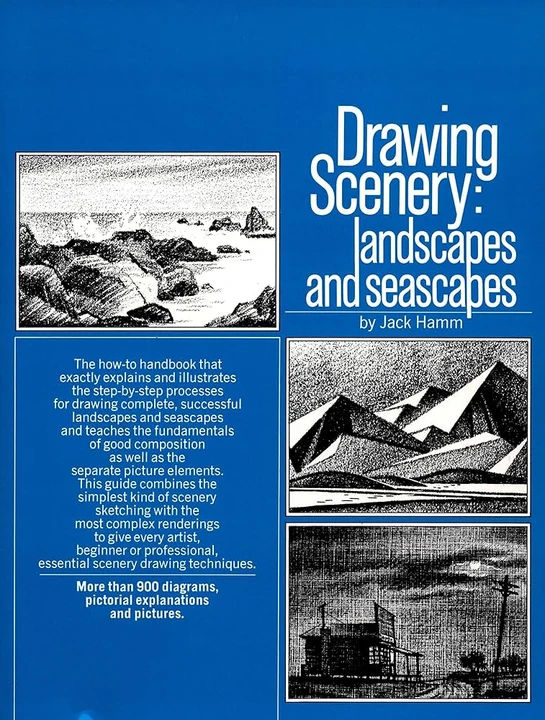 Drawing
Scenery:
landscapes
and seascapes
by Jack Hamm
The how-to handbook that
exactly explains and illustrates
the step-by-step processes
for drawing complete, successful
landscapes and seascapes
and teaches the fundamentals
of good composition
as well as the
separate picture elements.
This guide combines the
simplest kind of scenery
sketching with the
most complex renderings
to give every artist,
beginner or professional,
essential scenery drawing techniques.
More than 900 diagrams,
pictorial explanations
and pictures.